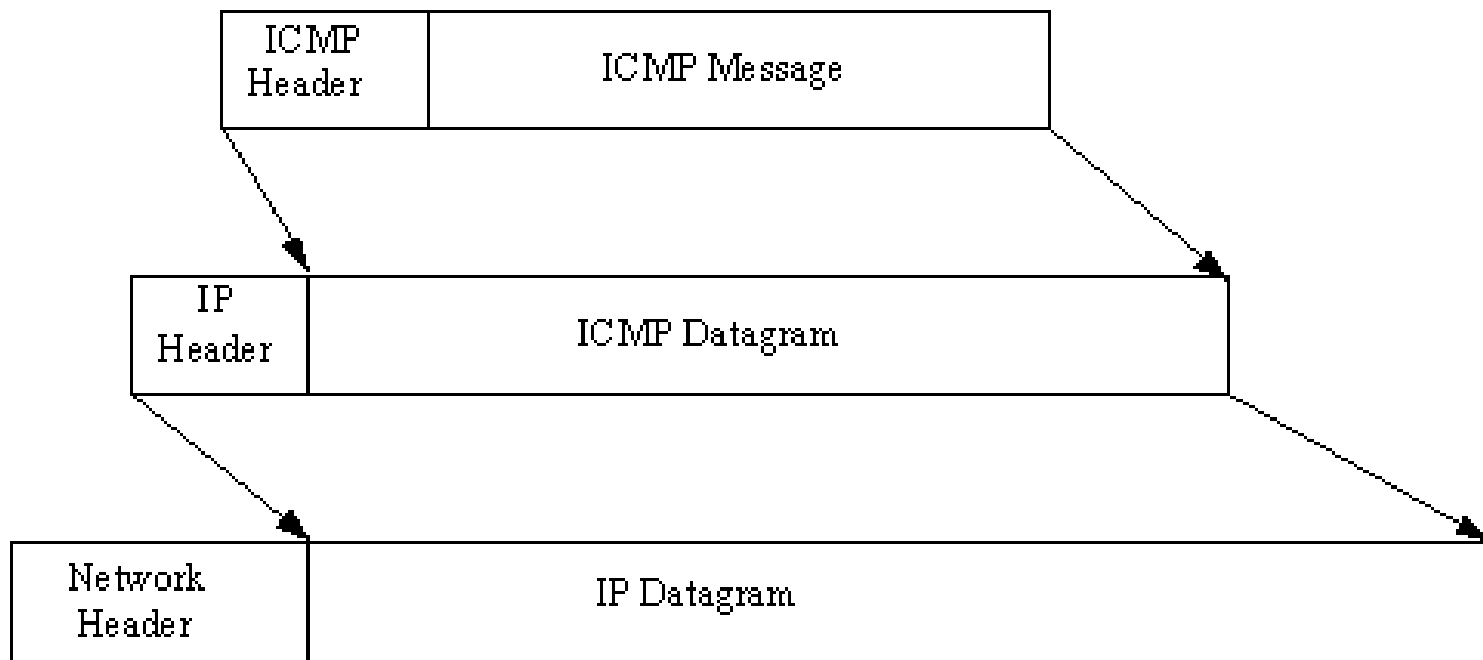 ICMP
Header
ICMP Message
IP
Header
ICMP Datagram
Network
Header
IP Datagram